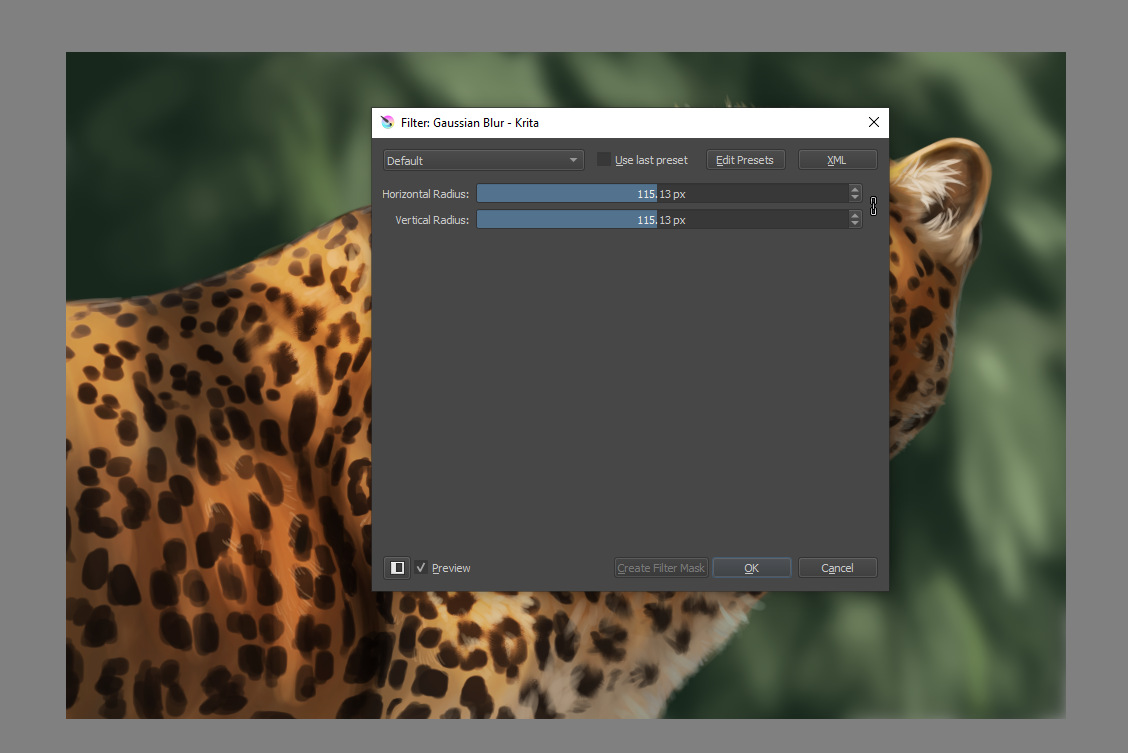 Filter: Gaussian Blur - Krita
Default Use last preset Edit Presets XML
Horizontal Radius: 115.13 px
Vertical Radius: 115.13 px
Preview Create Filter Mask OK Cancel